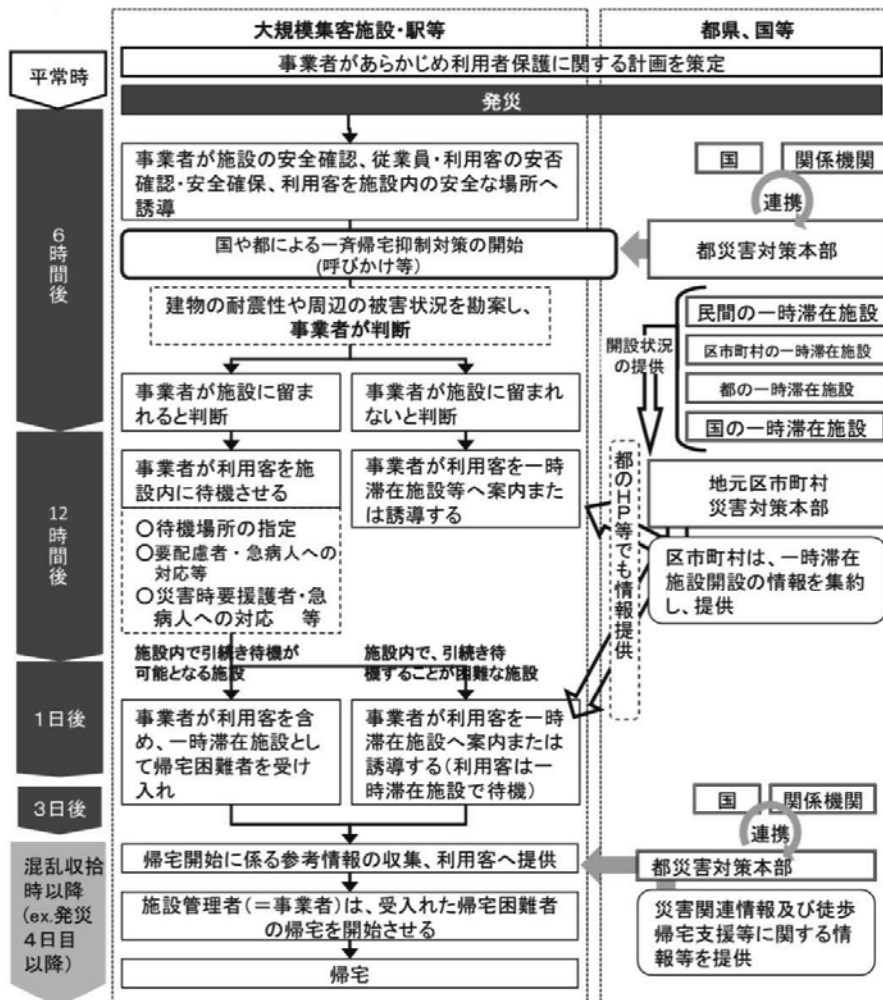 大規模集客施設・駅等
都県、国等
平常時
事業者があらかじめ利用者保護に関する計画を策定
発災
6時間後
事業者が施設の安全確認、従業員・利用客の安否
確認・安全確保、利用客を施設内の安全な場所へ
誘導
国
関係機関
連携
都災害対策本部
国や都による一斉帰宅抑制対策の開始
(呼びかけ等)
建物の耐震性や周辺の被害状況を勘案し、
事業者が判断
民間の一時滞在施設
区市町村の一時滞在施設
都の一時滞在施設
国の一時滞在施設
開設状況
の提供
事業者が施設に留ま
れると判断
事業者が施設に留まれ
ないと判断
12時間後
事業者が利用客を施
設内に待機させる
○待機場所の指定
○要配慮者・急病人への
対応等
○災害時要援護者・急
病人への対応 等
事業者が利用客を一時
滞在施設等へ案内また
は誘導する
地元区市町村
災害対策本部
区市町村は、一時滞在
施設開設の情報を集約
し、提供
都のHP等でも情報提供
施設内で引続き待機が
可能となる施設
施設内で、引続き待
機することが困難な施設
1日後
事業者が利用客を含
め、一時滞在施設として
帰宅困難者を受け
入れ
事業者が利用客を一時
滞在施設へ案内または
誘導する(利用客は一
時滞在施設で待機)
3日後
国
関係機関
連携
都災害対策本部
混乱収拾
時以降
(ex.発災
4日目
以降)
帰宅開始に係る参考情報の収集、利用客へ提供
施設管理者(=事業者)は、受入れた帰宅困難者
の帰宅を開始させる
帰宅
災害関連情報及び徒歩
帰宅支援等に関する情
報等を提供